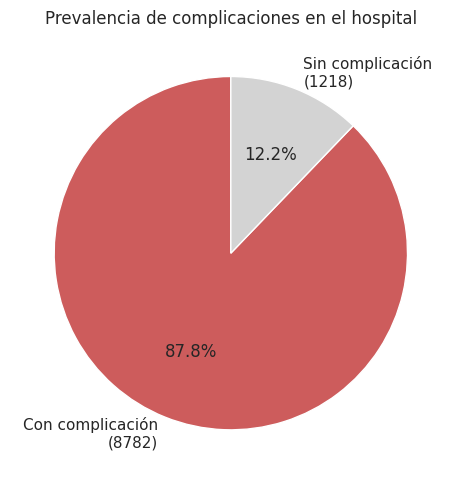 Prevalencia de complicaciones en el hospital
Sin complicación
(1218)
12.2%
87.8%
Con complicación
(8782)